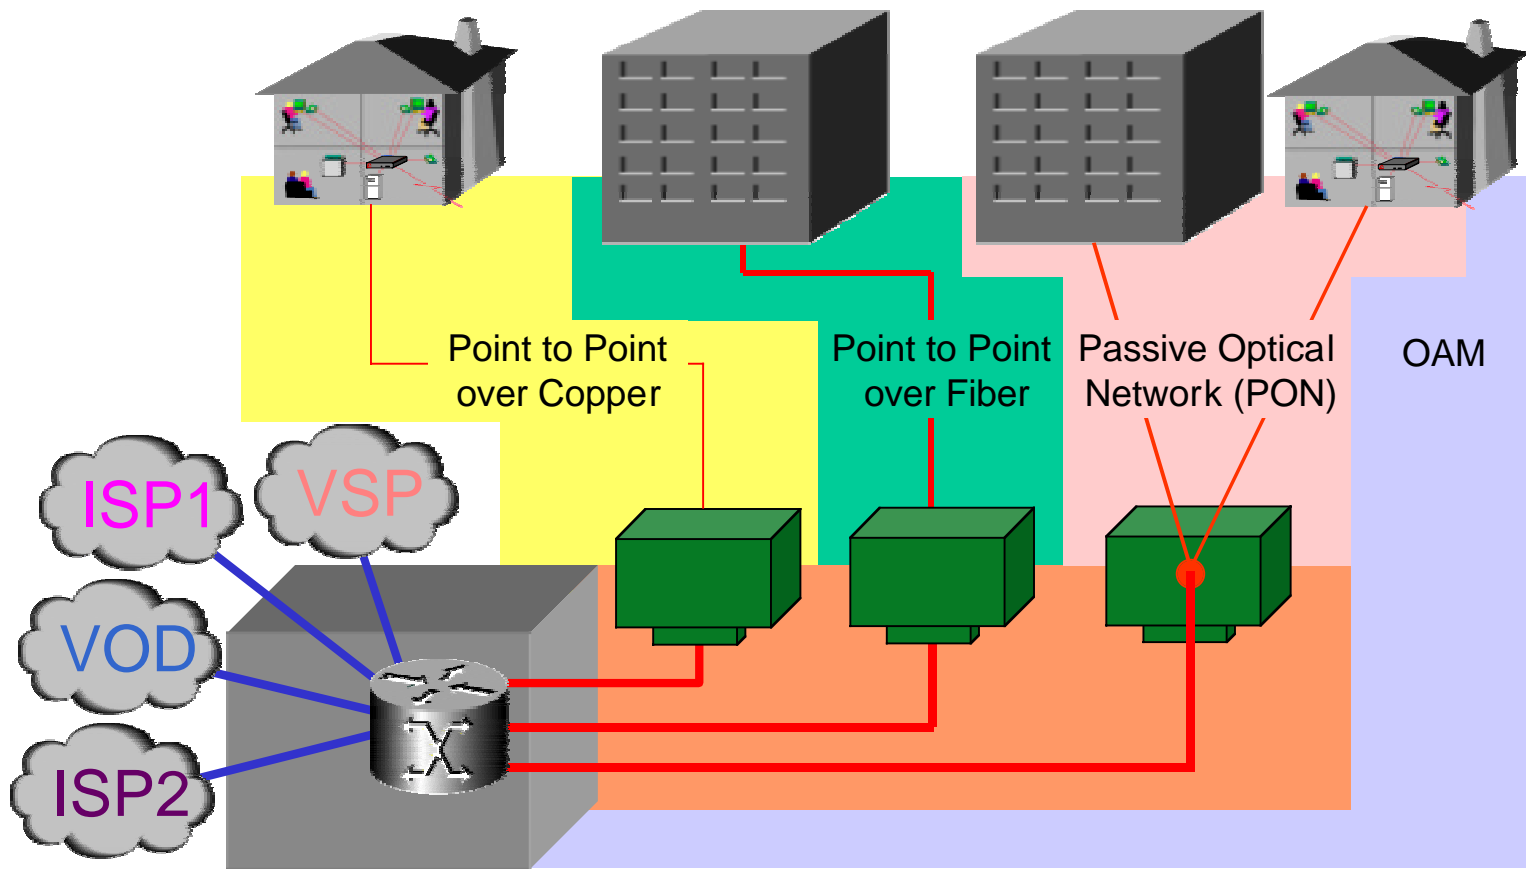 Point to Point
over Copper
Point to Point
over Fiber
Passive Optical
Network (PON)
OAM
ISP1
VSP
VOD
ISP2